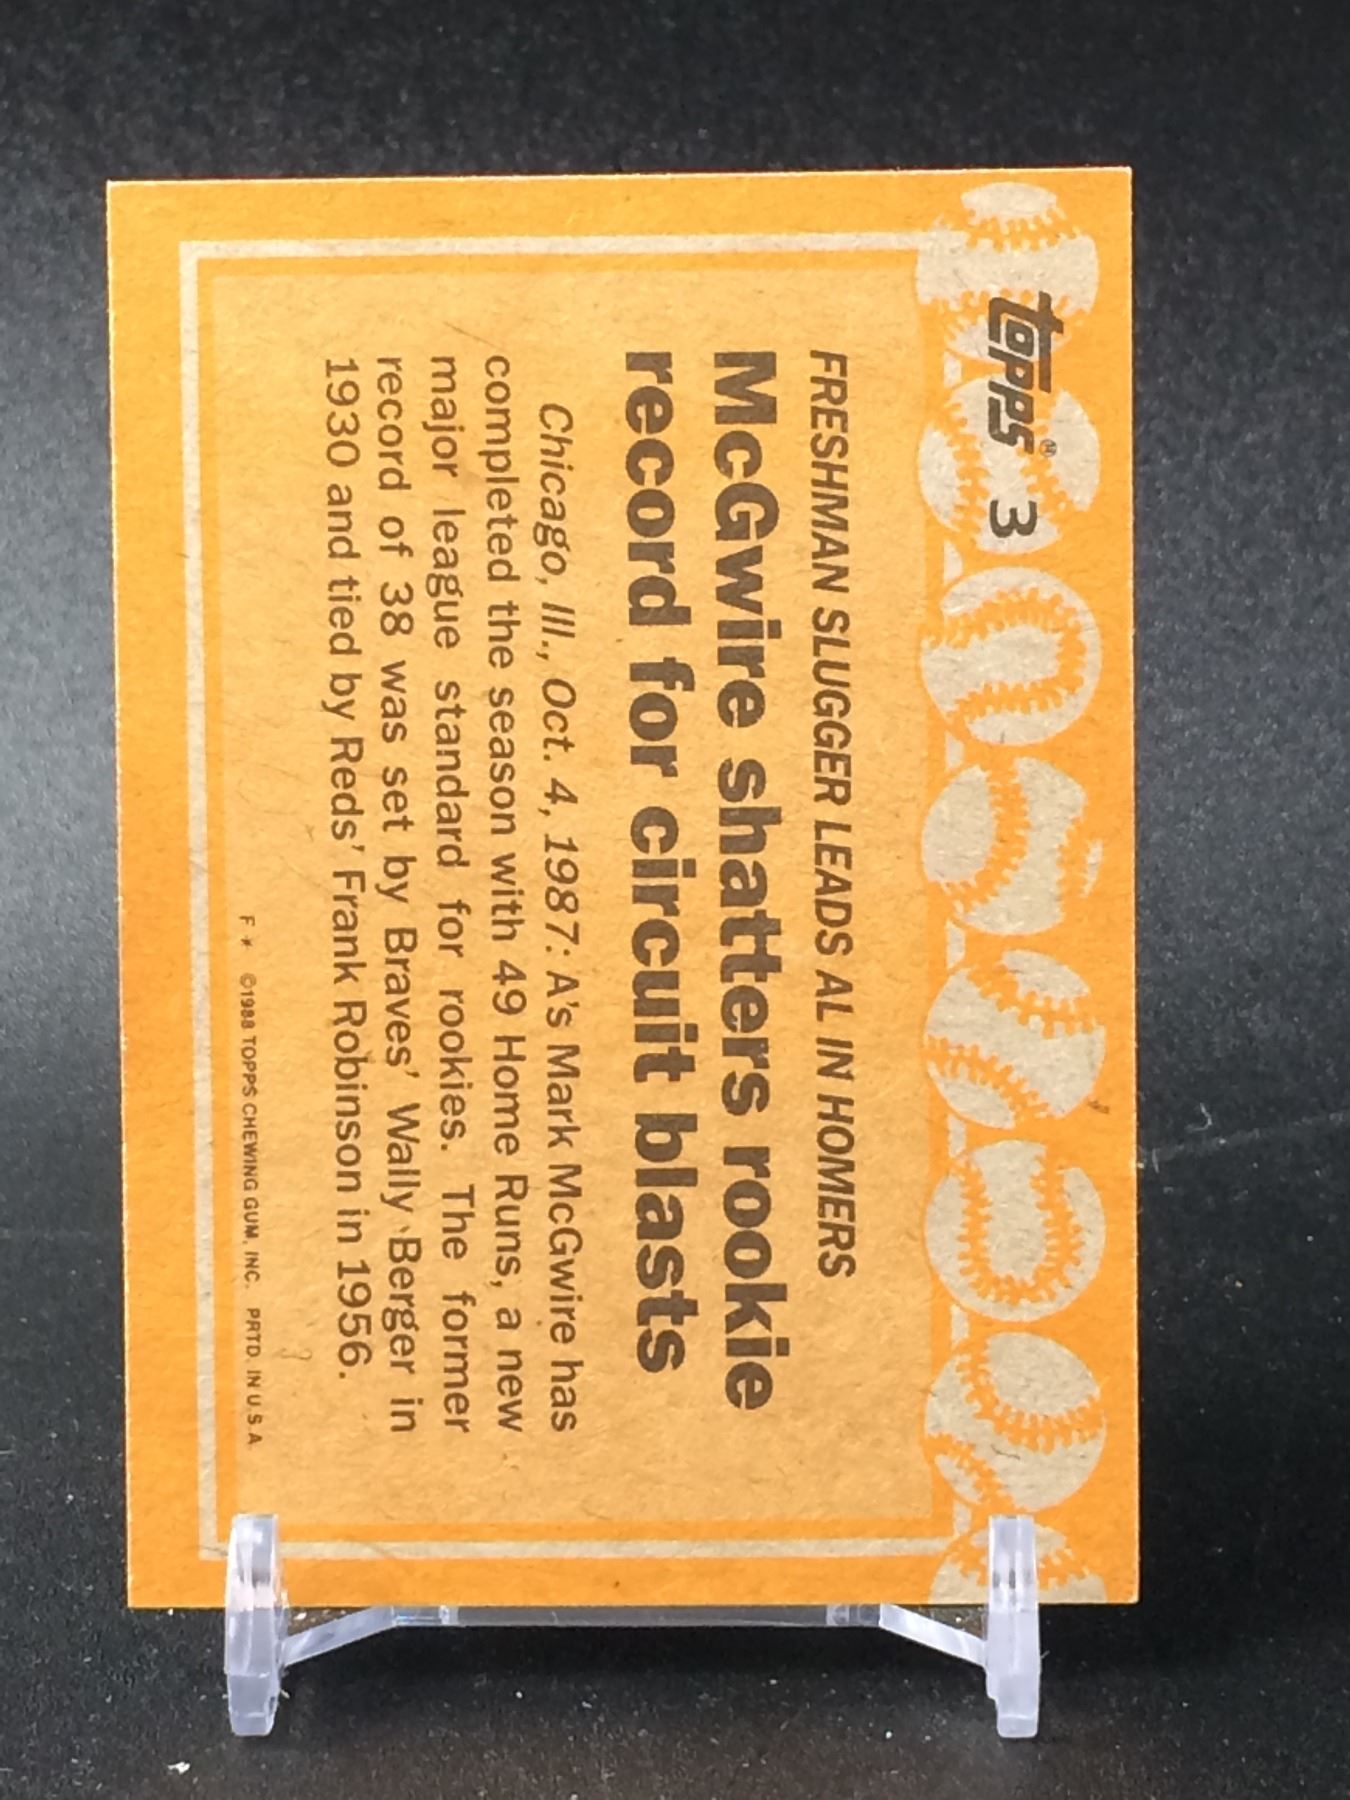 Topps® 3
FRESHMAN SLUGGER LEADS AL IN HOMERS
McGwire shatters rookie
record for circuit blasts
Chicago, Ill., Oct. 4, 1987: A's Mark McGwire has
completed the season with 49 Home Runs, a new
major league standard for rookies. The former
record of 38 was set by Braves' Wally Berger in
1930 and tied by Reds' Frank Robinson in 1956.
F * ©1988 TOPPS CHEWING GUM, INC. PRTD. IN U.S.A.